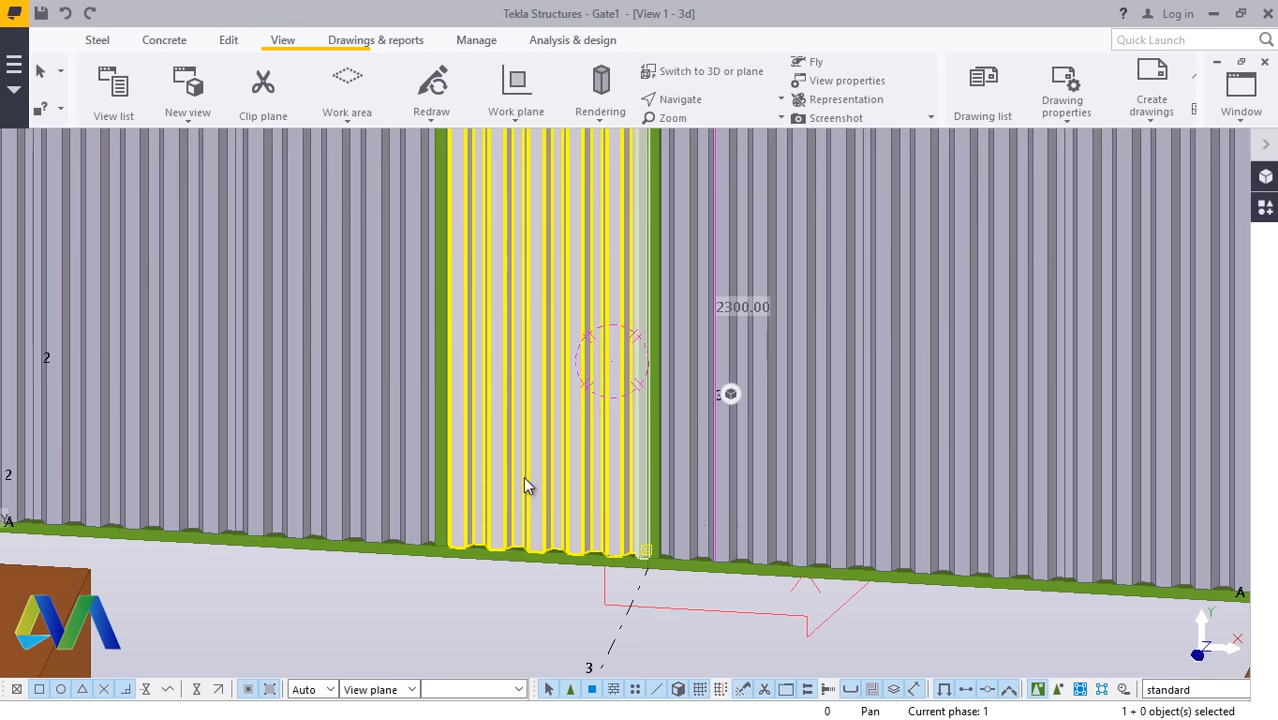 Tekla Structures - Gate1 - [View 1 - 3d]
Log in
Steel
Concrete
Edit
View
Drawings & reports
Manage
Analysis & design
Quick Launch
View list
New view
Clip plane
Work area
Redraw
Work plane
Rendering
Switch to 3D or plane
Navigate
Zoom
Fly
View properties
Representation
Screenshot
Drawing list
Drawing properties
Create drawings
Window
2300.00
2
2
A
A
3
Y
X
Z
Auto
View plane
standard
0
Pan
Current phase: 1
1 + 0 object(s) selected